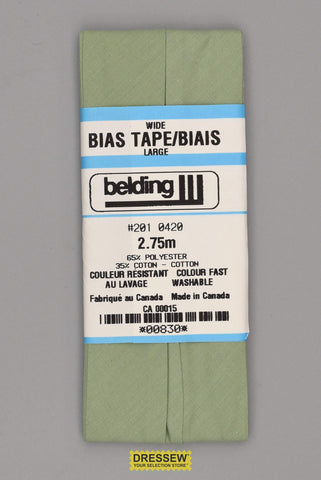 WIDE
BIAS TAPE/BIAIS
LARGE
belding
#201 0420
2.75m
65% POLYESTER
35% COTON - COTTON
COULEUR RÉSISTANT COLOUR FAST
AU LAVAGE WASHABLE
Fabriqué au Canada Made in Canada
CA 00015
*00830*
DRESSEW
YOUR SELECTION STORE